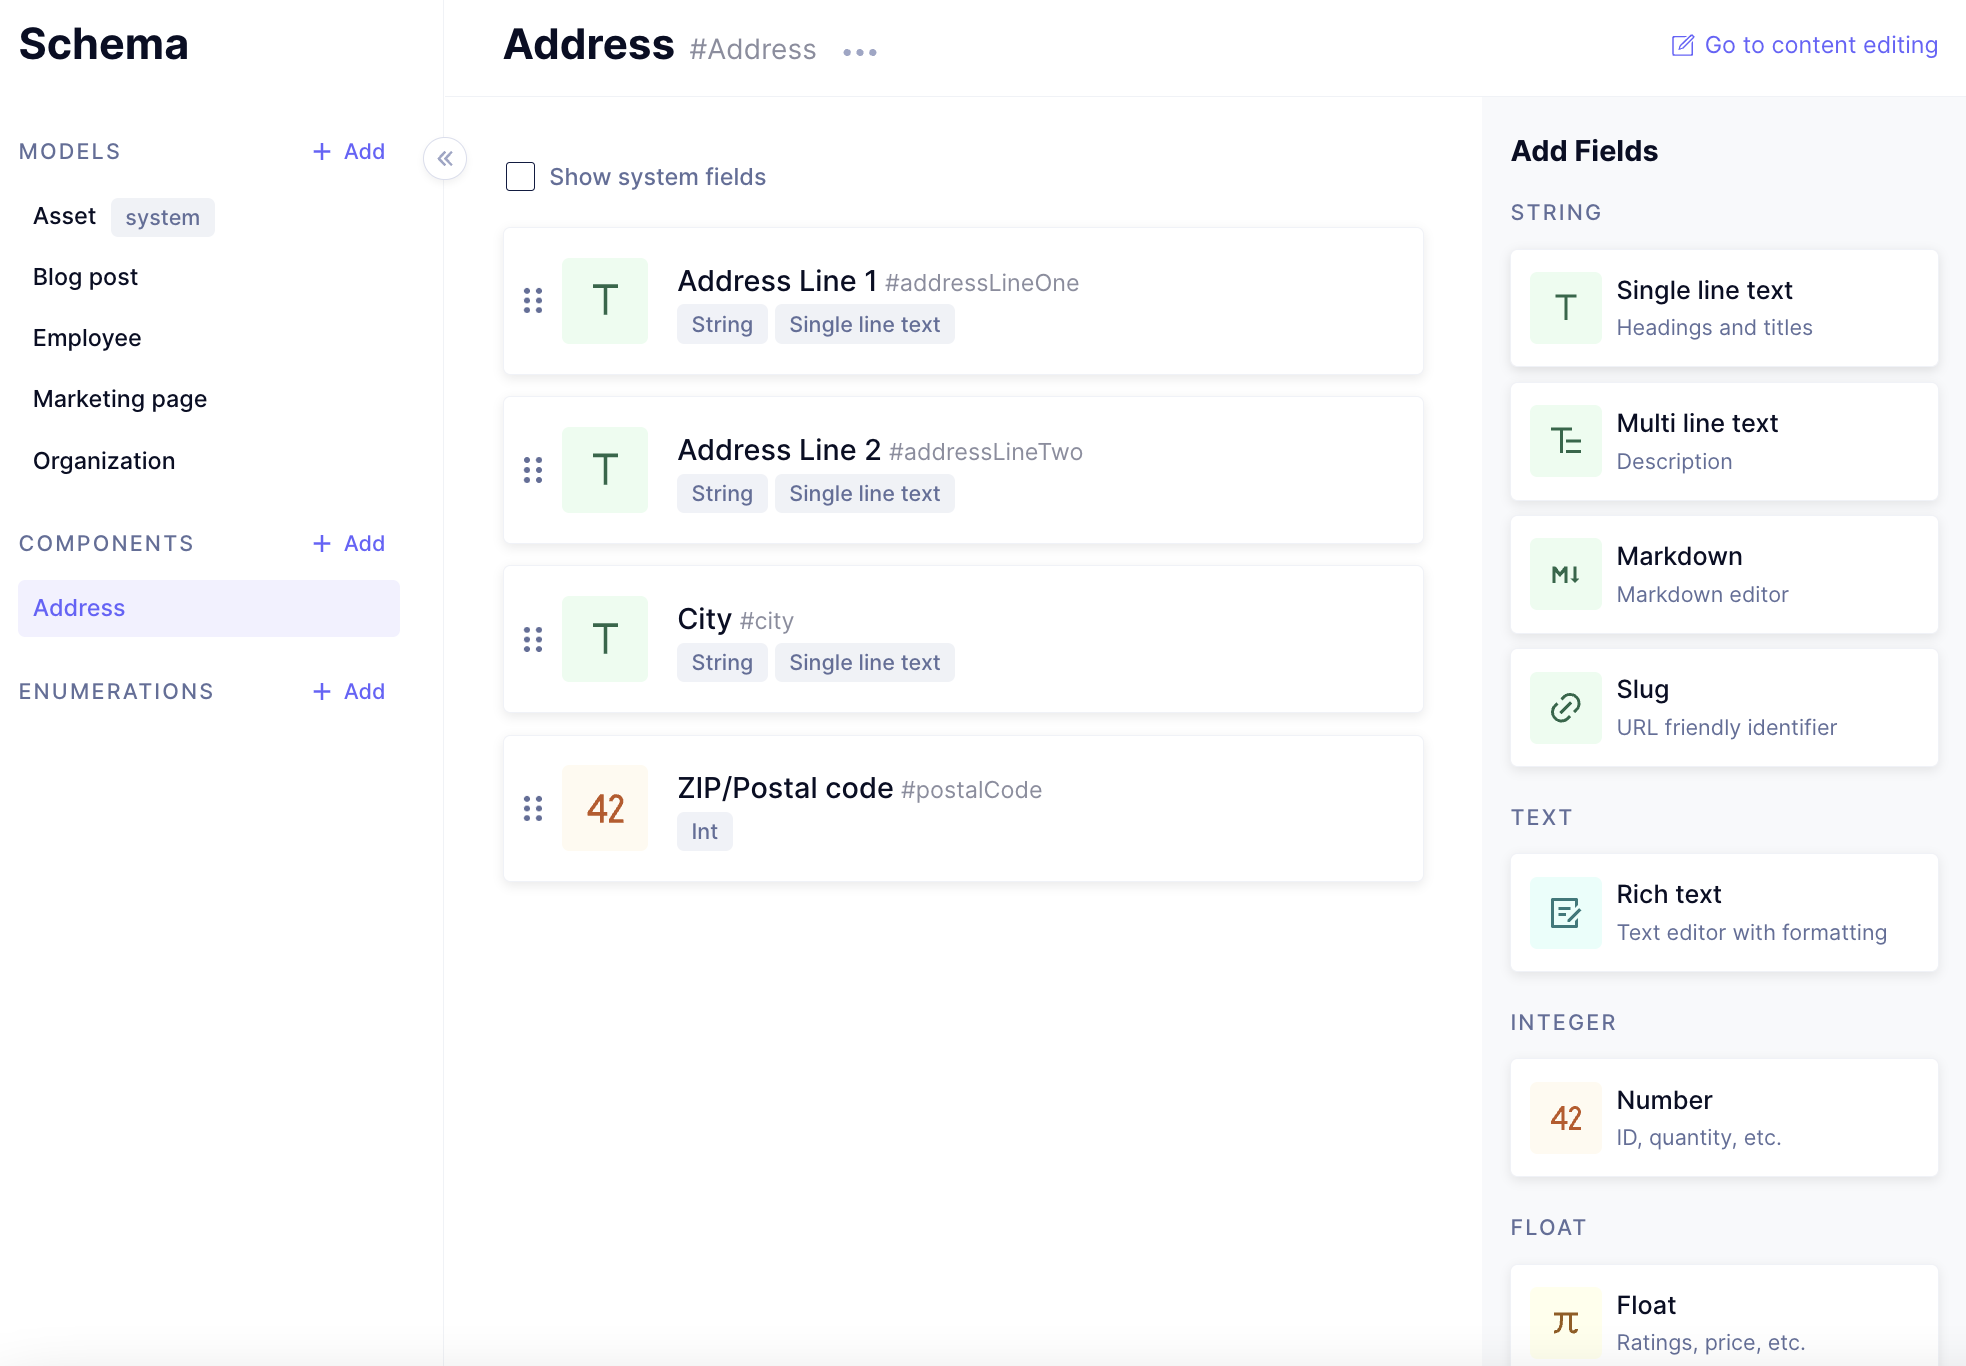 Schema
MODELS
+ Add
Asset system
Blog post
Employee
Marketing page
Organization
COMPONENTS
+ Add
Address
ENUMERATIONS
+ Add
Address #Address
Go to content editing
Show system fields
T
Address Line 1 #addressLineOne
String Single line text
T
Address Line 2 #addressLineTwo
String Single line text
T
City #city
String Single line text
42
ZIP/Postal code #postalCode
Int
Add Fields
STRING
T
Single line text
Headings and titles
T
Multi line text
Description
M↓
Markdown
Markdown editor
Slug
URL friendly identifier
TEXT
Rich text
Text editor with formatting
INTEGER
42
Number
ID, quantity, etc.
FLOAT
π
Float
Ratings, price, etc.